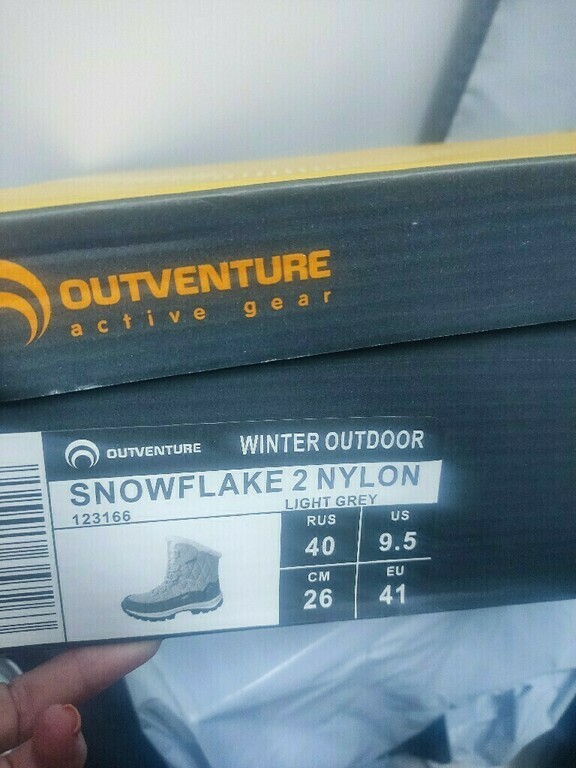 OUTVENTURE
active gear
OUTVENTURE WINTER OUTDOOR
SNOWFLAKE 2 NYLON
LIGHT GREY
123166
RUS US
40 9.5
CM EU
26 41